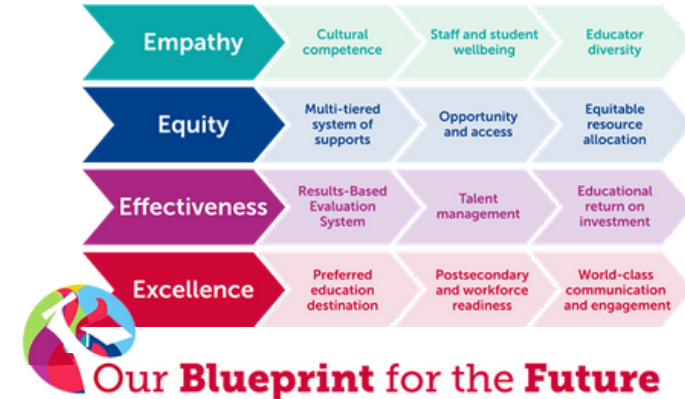 Empathy
Cultural
competence
Staff and student
wellbeing
Educator
diversity
Equity
Multi-tiered
system of
supports
Opportunity
and access
Equitable
resource
allocation
Effectiveness
Results-Based
Evaluation
System
Talent
management
Educational
return on
investment
Excellence
Preferred
education
destination
Postsecondary
and workforce
readiness
World-class
communication
and engagement
Our Blueprint for the Future